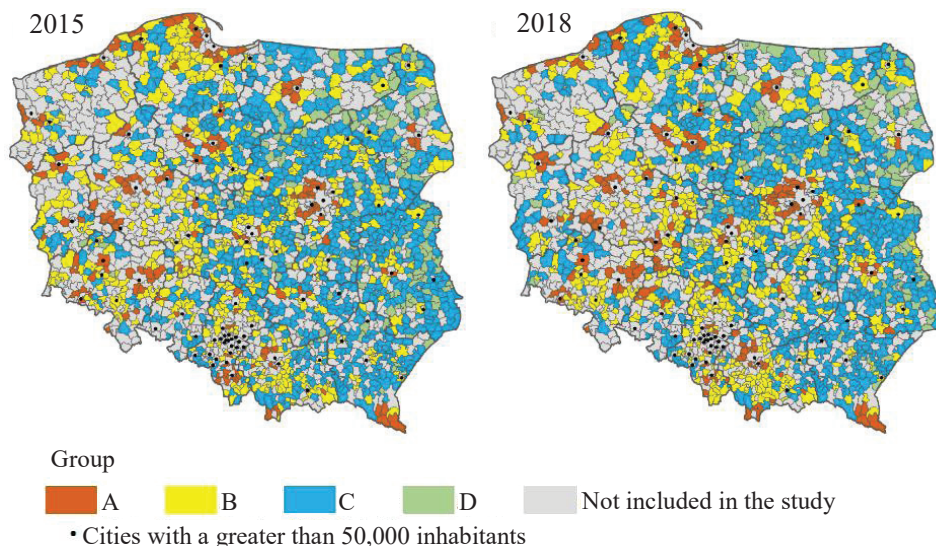 2015
2018
Group
A
B
C
D
Not included in the study
• Cities with a greater than 50,000 inhabitants